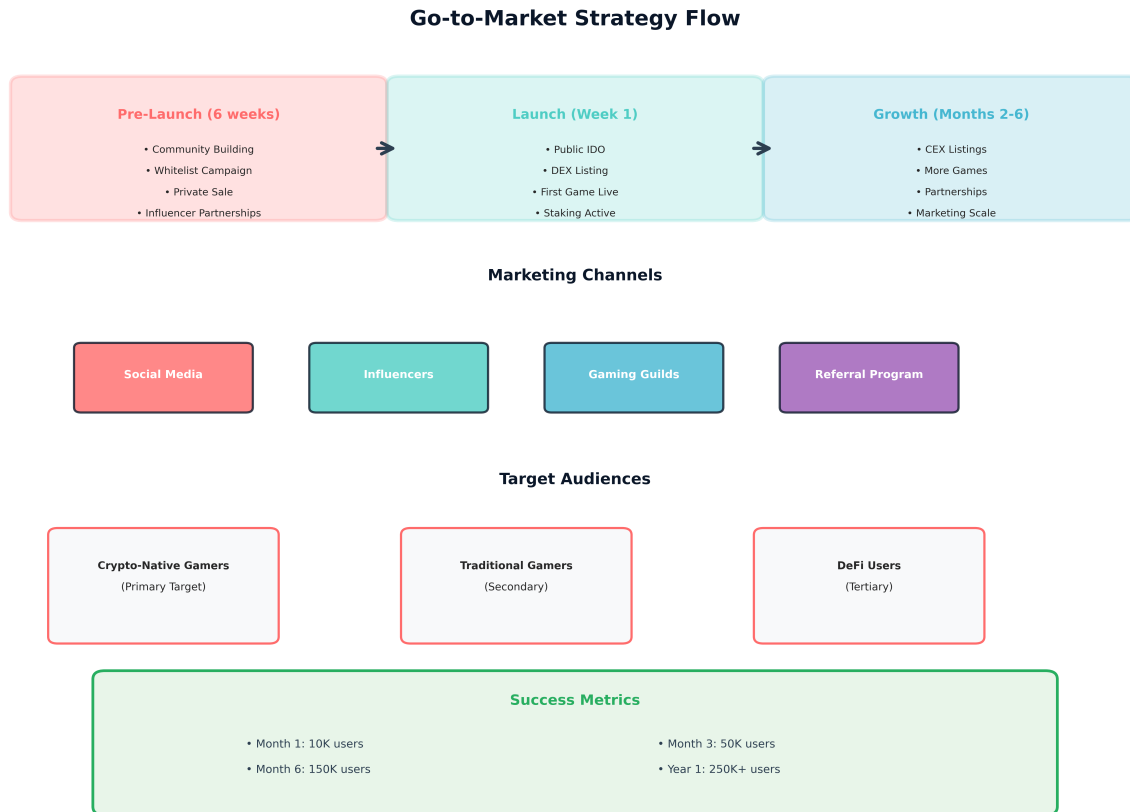 Go-to-Market Strategy Flow
Pre-Launch (6 weeks)
• Community Building
• Whitelist Campaign
• Private Sale
• Influencer Partnerships
Launch (Week 1)
• Public IDO
• DEX Listing
• First Game Live
• Staking Active
Growth (Months 2-6)
• CEX Listings
• More Games
• Partnerships
• Marketing Scale
Marketing Channels
Social Media
Influencers
Gaming Guilds
Referral Program
Target Audiences
Crypto-Native Gamers
(Primary Target)
Traditional Gamers
(Secondary)
DeFi Users
(Tertiary)
Success Metrics
• Month 1: 10K users
• Month 3: 50K users
• Month 6: 150K users
• Year 1: 250K+ users